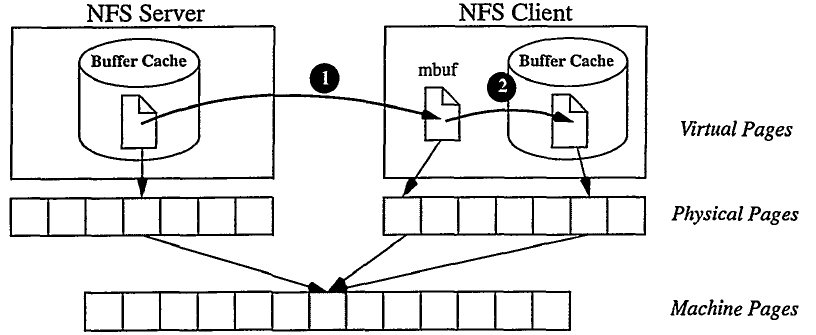 NFS Server
NFS Client
Buffer Cache
1
mbuf
2
Buffer Cache
Virtual Pages
Physical Pages
Machine Pages